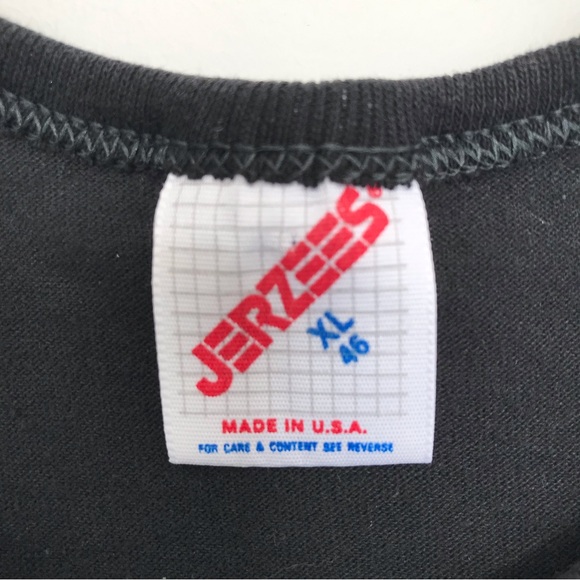 JERZEES®
XL
46
MADE IN U.S.A.
FOR CARE & CONTENT SEE REVERSE